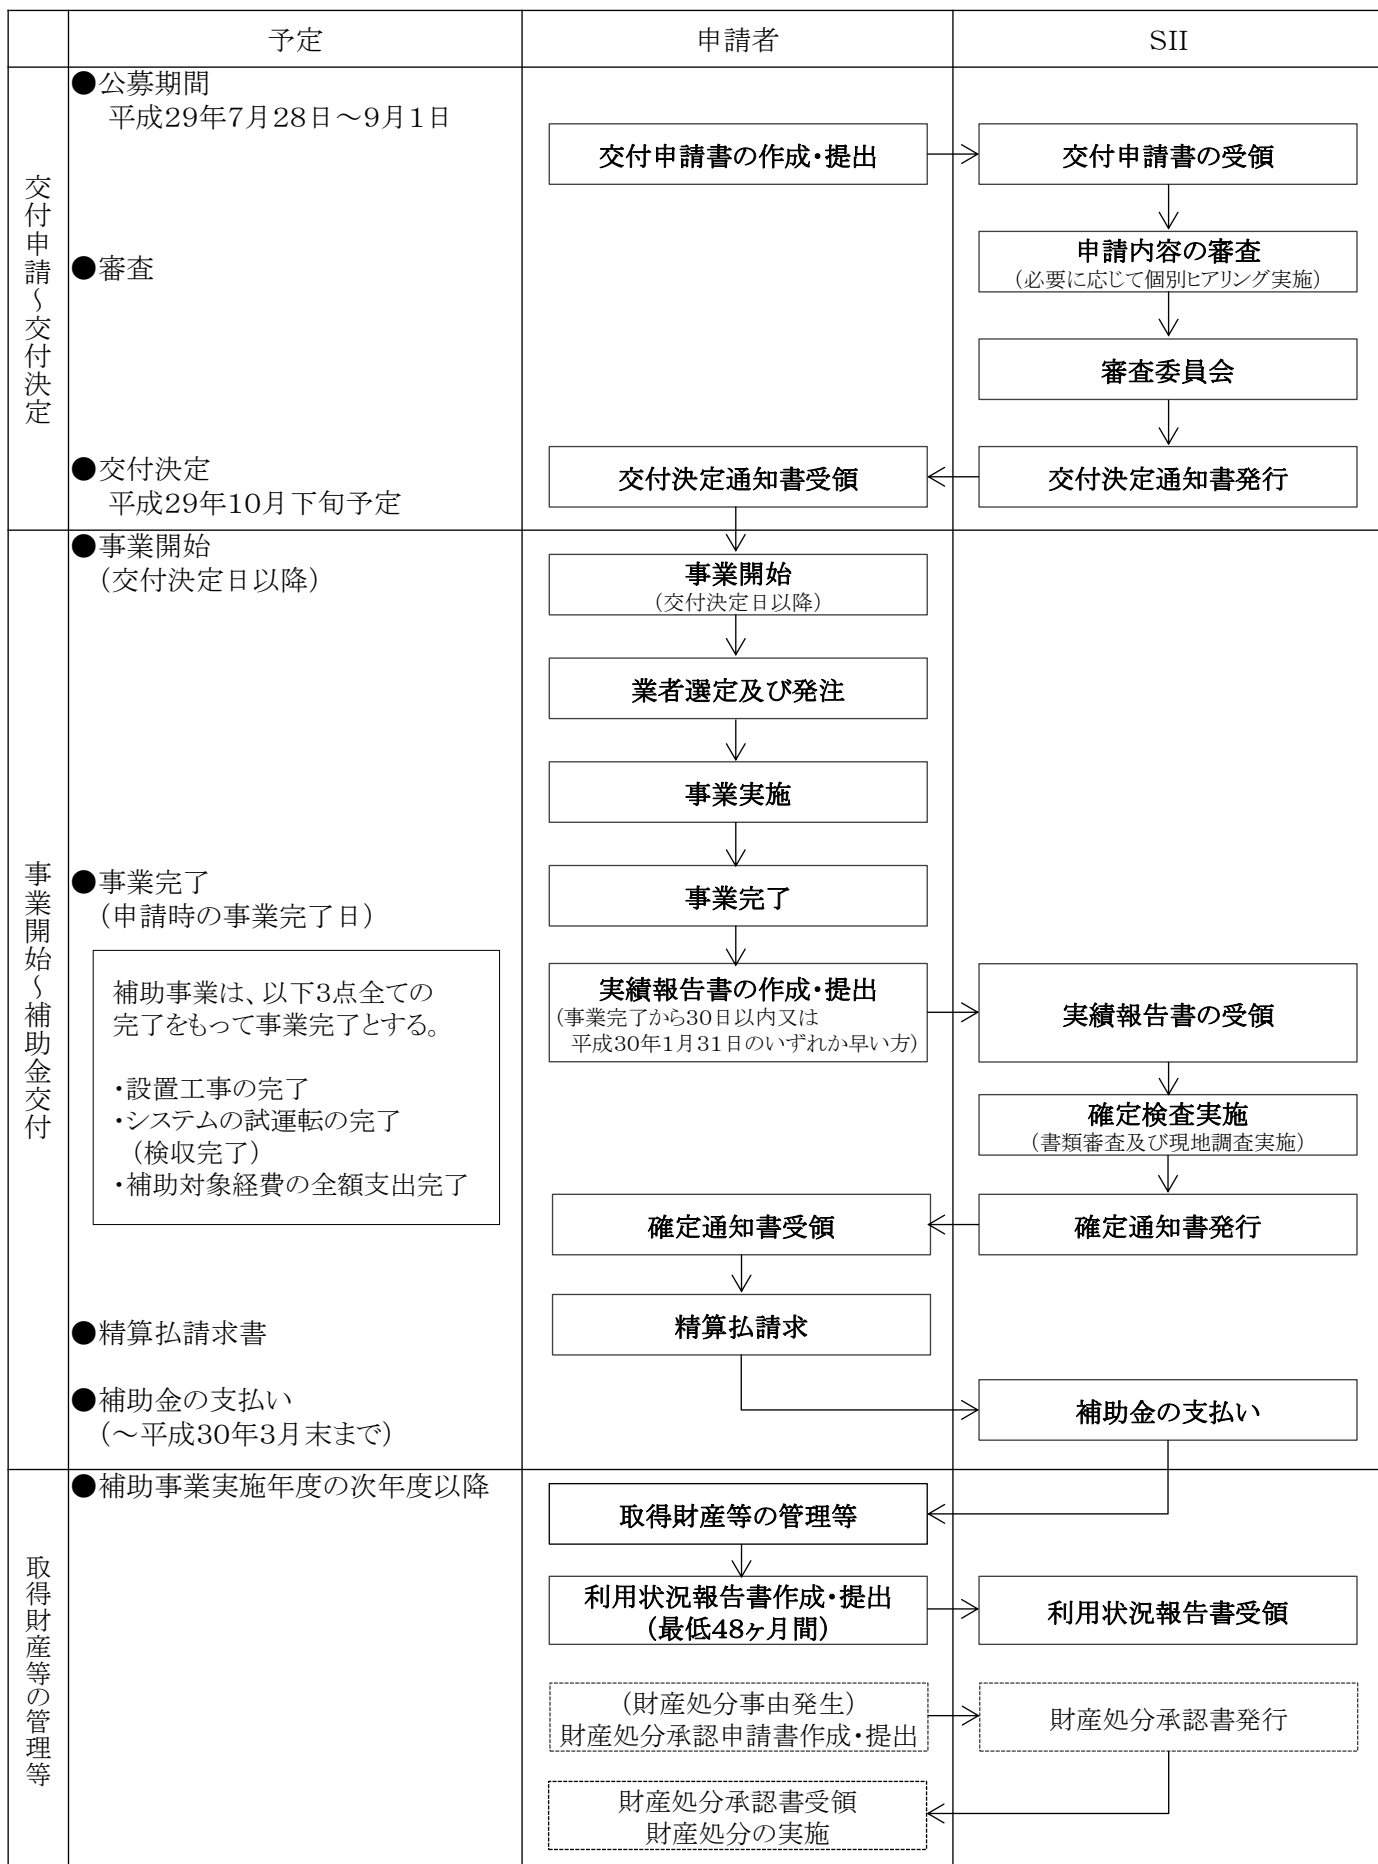 予定
申請者
SII
交付申請～交付決定
●公募期間
平成29年7月28日～9月1日
交付申請書の作成・提出
交付申請書の受領
●審査
申請内容の審査
（必要に応じて個別ヒアリング実施）
審査委員会
●交付決定
平成29年10月下旬予定
交付決定通知書受領
交付決定通知書発行
事業開始～補助金交付
●事業開始
（交付決定日以降）
事業開始
（交付決定日以降）
業者選定及び発注
事業実施
●事業完了
（申請時の事業完了日）
事業完了
補助事業は、以下3点全ての
完了をもって事業完了とする。
・設置工事の完了
・システムの試運転の完了
（検収完了）
・補助対象経費の全額支出完了
実績報告書の作成・提出
（事業完了から30日以内又は
平成30年1月31日のいずれか早い方）
実績報告書の受領
確定検査実施
（書類審査及び現地調査実施）
確定通知書受領
確定通知書発行
●精算払請求書
精算払請求
●補助金の支払い
（～平成30年3月末まで）
補助金の支払い
取得財産等の管理等
●補助事業実施年度の次年度以降
取得財産等の管理等
利用状況報告書作成・提出
（最低48ヶ月間）
利用状況報告書受領
（財産処分事由発生）
財産処分承認申請書作成・提出
財産処分承認書発行
財産処分承認書受領
財産処分の実施